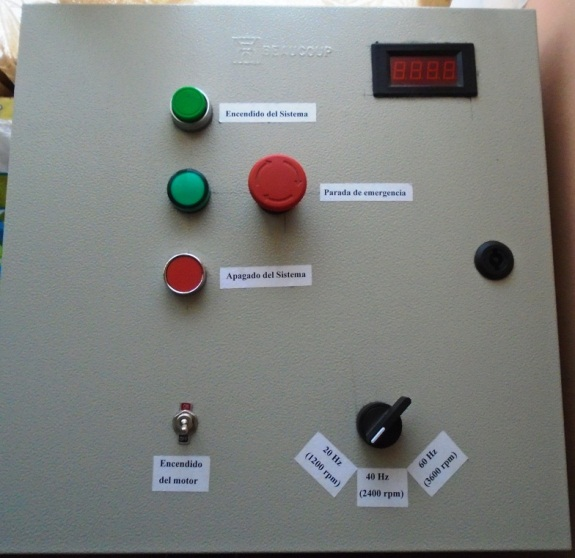 BEAUCOUP
Encendido del Sistema
Parada de emergencia
Apagado del Sistema
Encendido
del motor
20 Hz
(1200 rpm)
40 Hz
(2400 rpm)
60 Hz
(3600 rpm)